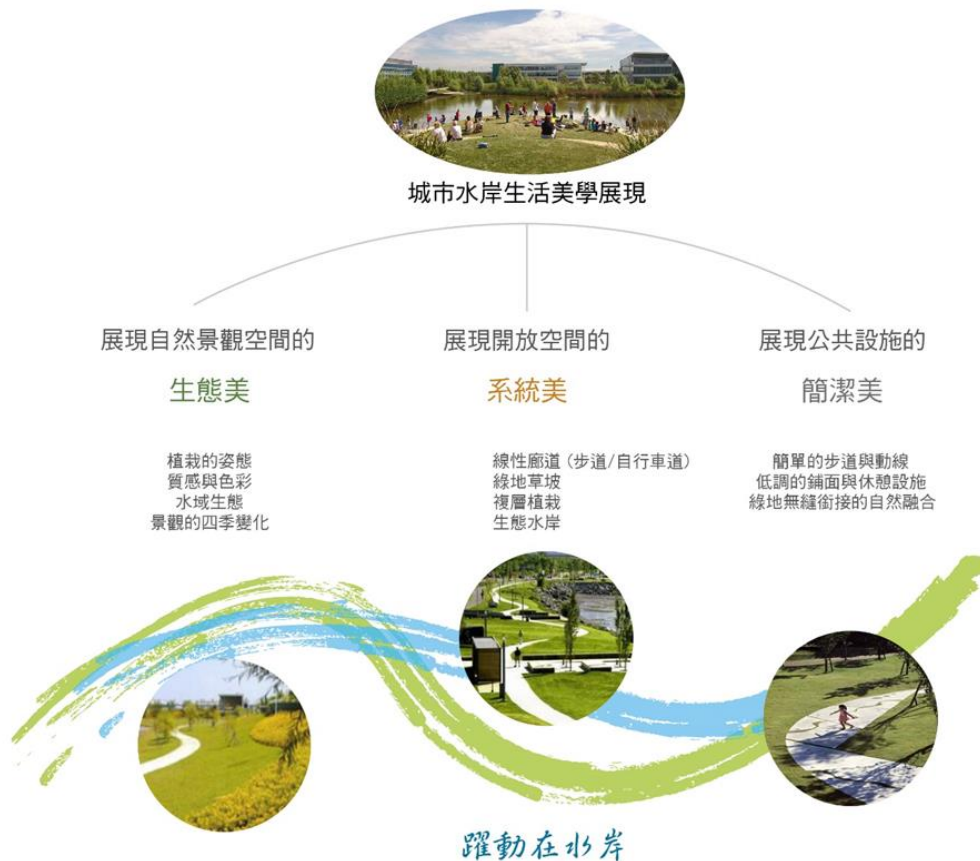 城市水岸生活美學展現
展現自然景觀空間的
生態美
植栽的姿態
質感與色彩
水域生態
景觀的四季變化
展現開放空間的
系統美
線性廊道（步道/自行車道）
綠地草坡
複層植栽
生態水岸
展現公共設施的
簡潔美
簡單的步道與動線
低調的鋪面與休憩設施
綠地無縫銜接的自然融合
躍動在水岸